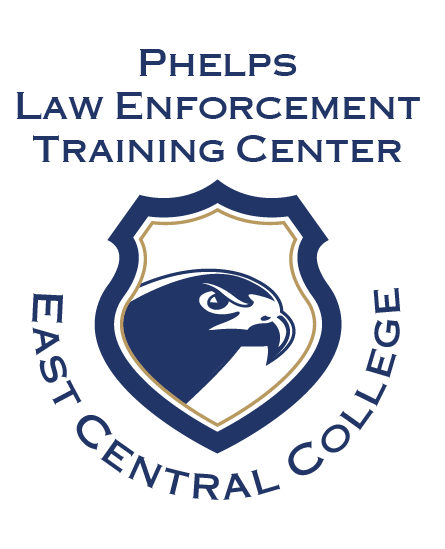 Phelps
Law Enforcement
Training Center
East Central College